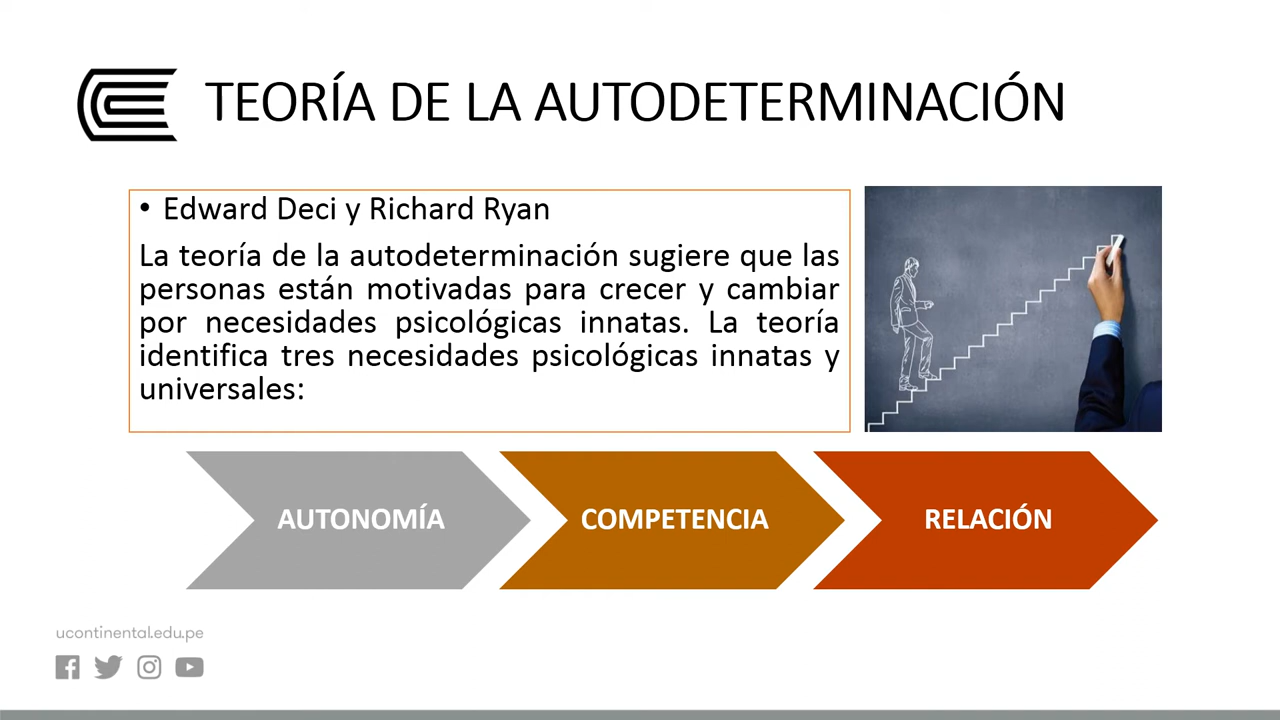 TEORÍA DE LA AUTODETERMINACIÓN
• Edward Deci y Richard Ryan
La teoría de la autodeterminación sugiere que las
personas están motivadas para crecer y cambiar
por necesidades psicológicas innatas. La teoría
identifica tres necesidades psicológicas innatas y
universales:
AUTONOMÍA
COMPETENCIA
RELACIÓN
ucontinental.edu.pe